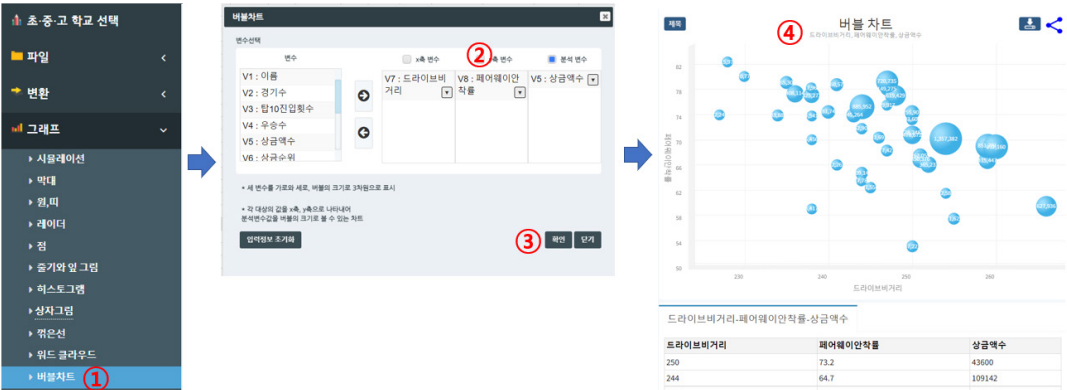 초·중·고 학교 선택
파일
변환
그래프
시뮬레이션
막대
원,띠
레이더
점
줄기와 잎 그림
히스토그램
상자그림
꺾은선
워드 클라우드
버블차트
①
버블차트
변수선택
변수
x축 변수
②
축 변수
분석 변수
V1 : 이름
V2 : 경기수
V3 : 탑10진입횟수
V4 : 우승수
V5 : 상금액수
V6 : 상금순위
V7 : 드라이브비
거리
V8 : 페어웨이안
착률
V5 : 상금액수
* 세 변수를 가로와 세로, 버블의 크기로 3차원으로 표시
* 각 대상의 값을 x축, y축으로 나타내어
분석변수값을 버블의 크기로 볼 수 있는 차트
입력정보 초기화
③
확인
닫기
제목
④
버블 차트
드라이브비거리, 페어웨이안착률, 상금액수
페어웨이안착률
82
78
74
70
66
62
58
54
50
230
240
250
260
드라이브비거리
드라이브비거리-페어웨이안착률-상금액수
드라이브비거리 페어웨이안착률 상금액수
250 73.2 43600
244 64.7 109142